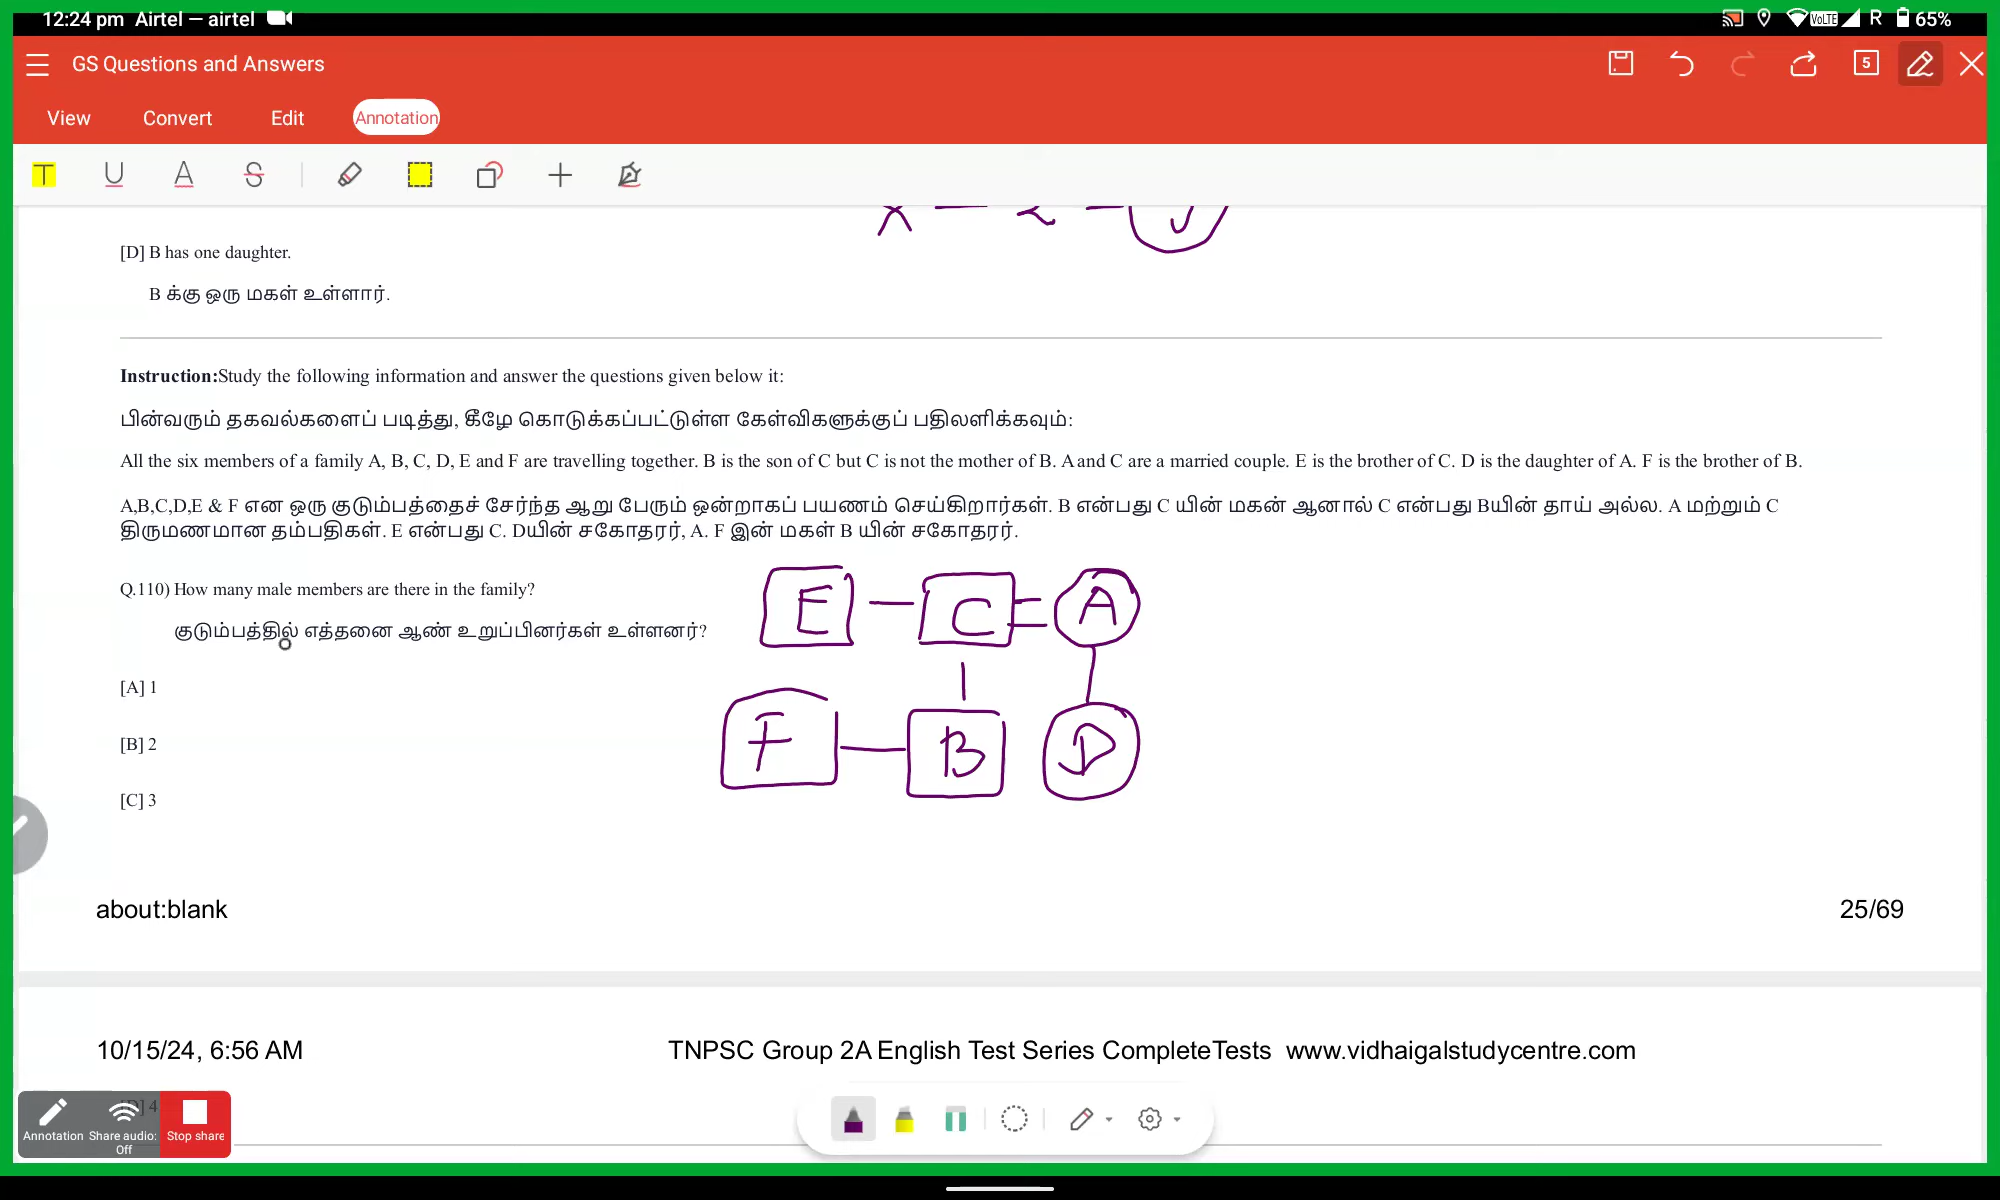 12:24 pm Airtel — airtel VoLTE R 65%
GS Questions and Answers 5
View Convert Edit Annotation
T U A S
x - 2 -
[D] B has one daughter.
B க்கு ஒரு மகள் உள்ளார்.
Instruction:Study the following information and answer the questions given below it:
பின்வரும் தகவல்களைப் படித்து, கீழே கொடுக்கப்பட்டுள்ள கேள்விகளுக்குப் பதிலளிக்கவும்:
All the six members of a family A, B, C, D, E and F are travelling together. B is the son of C but C is not the mother of B. A and C are a married couple. E is the brother of C. D is the daughter of A. F is the brother of B.
A,B,C,D,E & F என ஒரு குடும்பத்தைச் சேர்ந்த ஆறு பேரும் ஒன்றாகப் பயணம் செய்கிறார்கள். B என்பது C யின் மகன் ஆனால் C என்பது Bயின் தாய் அல்ல. A மற்றும் C
திருமணமான தம்பதிகள். E என்பது C. Dயின் சகோதரர், A. F இன் மகள் B யின் சகோதரர்.
Q.110) How many male members are there in the family?
குடும்பத்தில் எத்தனை ஆண் உறுப்பினர்கள் உள்ளனர்?
E - C = A
[A] 1
F - B D
[B] 2
[C] 3
about:blank 25/69
10/15/24, 6:56 AM TNPSC Group 2A English Test Series CompleteTests www.vidhaigalstudycentre.com
[D] 4
Annotation Share audio: Off Stop share